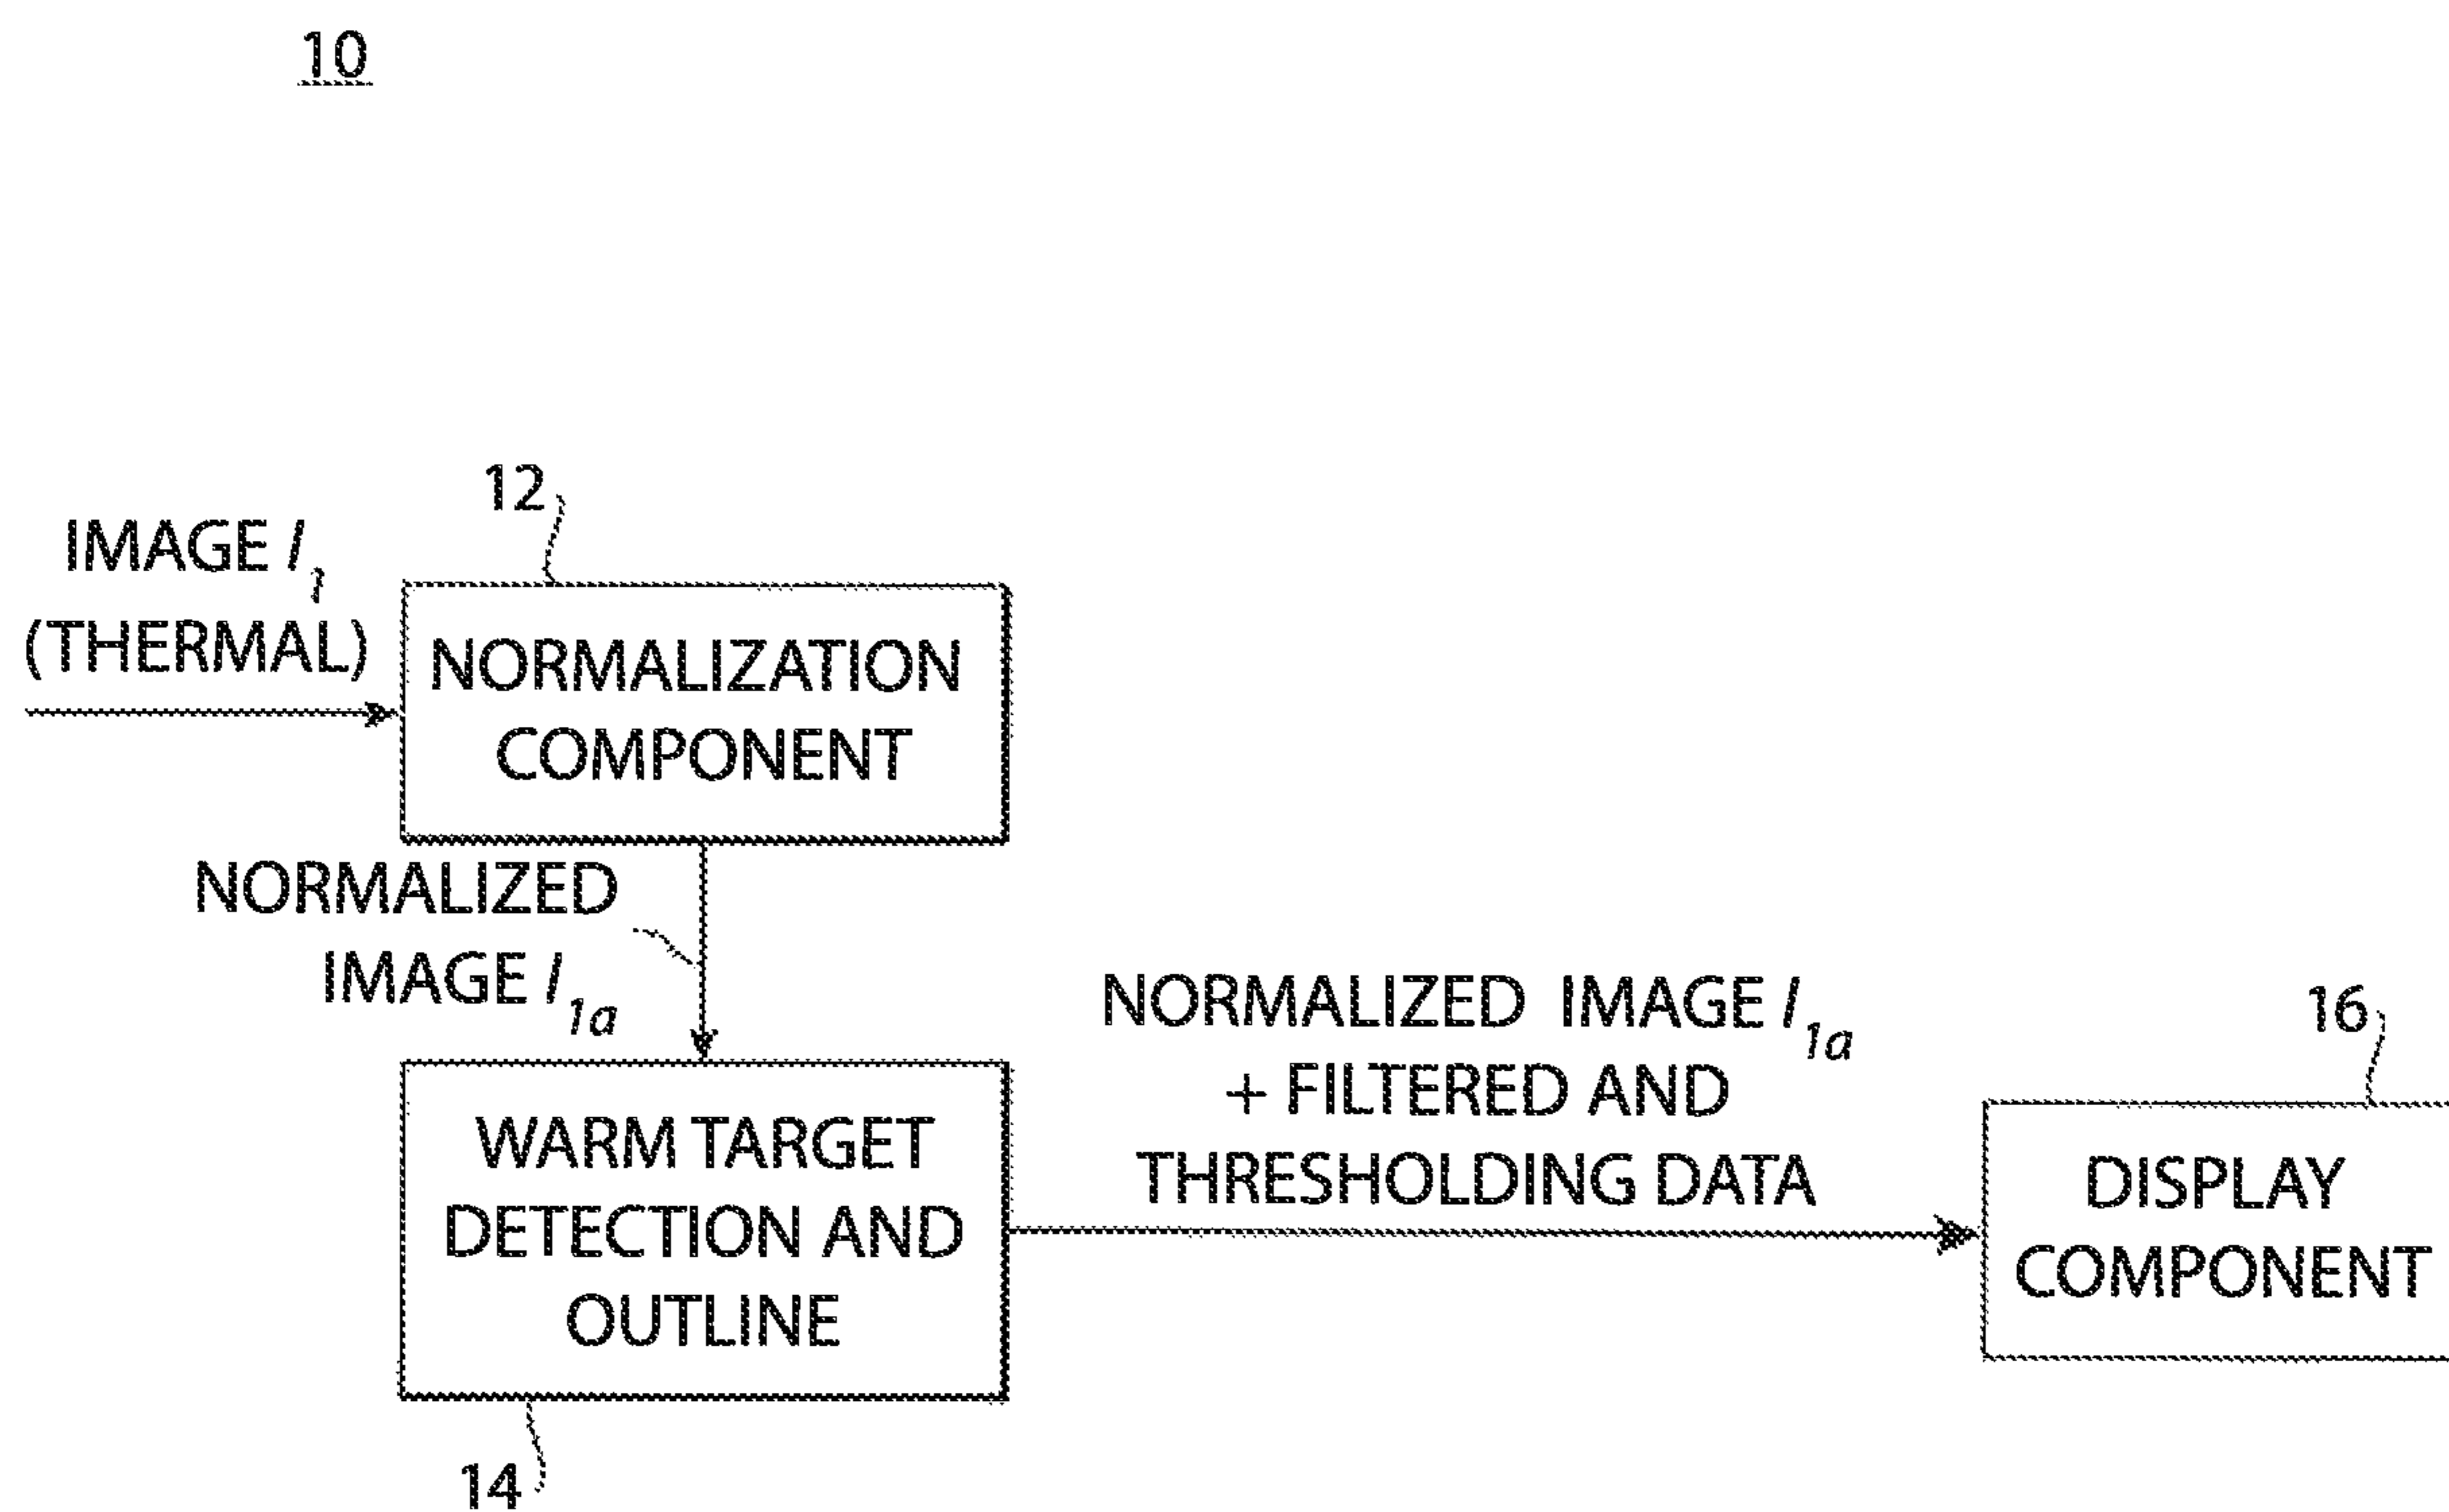 10
12
IMAGE I1
(THERMAL)
NORMALIZATION
COMPONENT
NORMALIZED
IMAGE I1a
NORMALIZED IMAGE I1a
+ FILTERED AND
THRESHOLDING DATA
16
WARM TARGET
DETECTION AND
OUTLINE
DISPLAY
COMPONENT
14